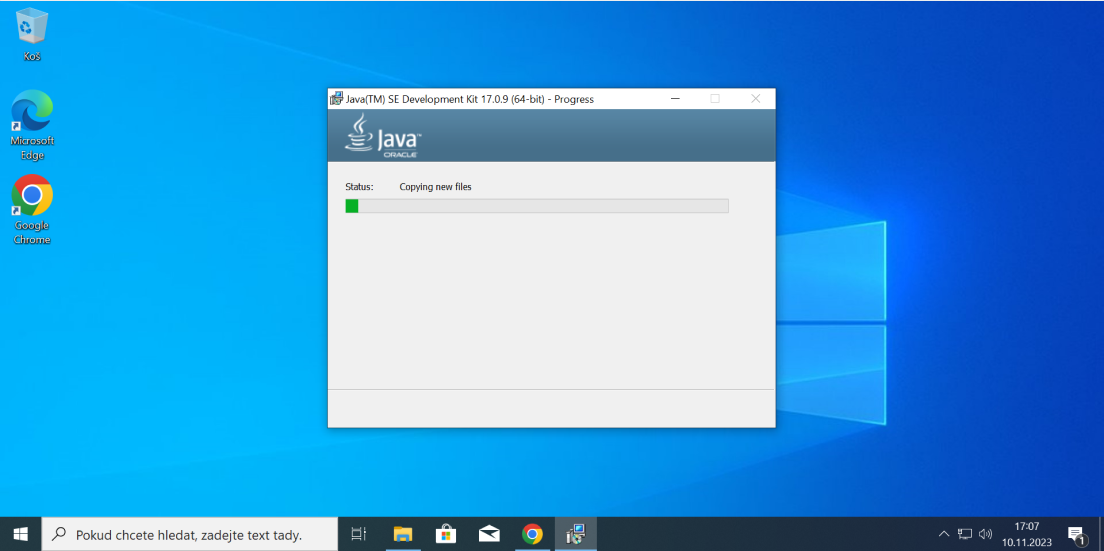 Koš
Microsoft
Edge
Google
Chrome
Java(TM) SE Development Kit 17.0.9 (64-bit) - Progress
Java™
ORACLE
Status: Copying new files
Pokud chcete hledat, zadejte text tady.
17:07
10.11.2023
1